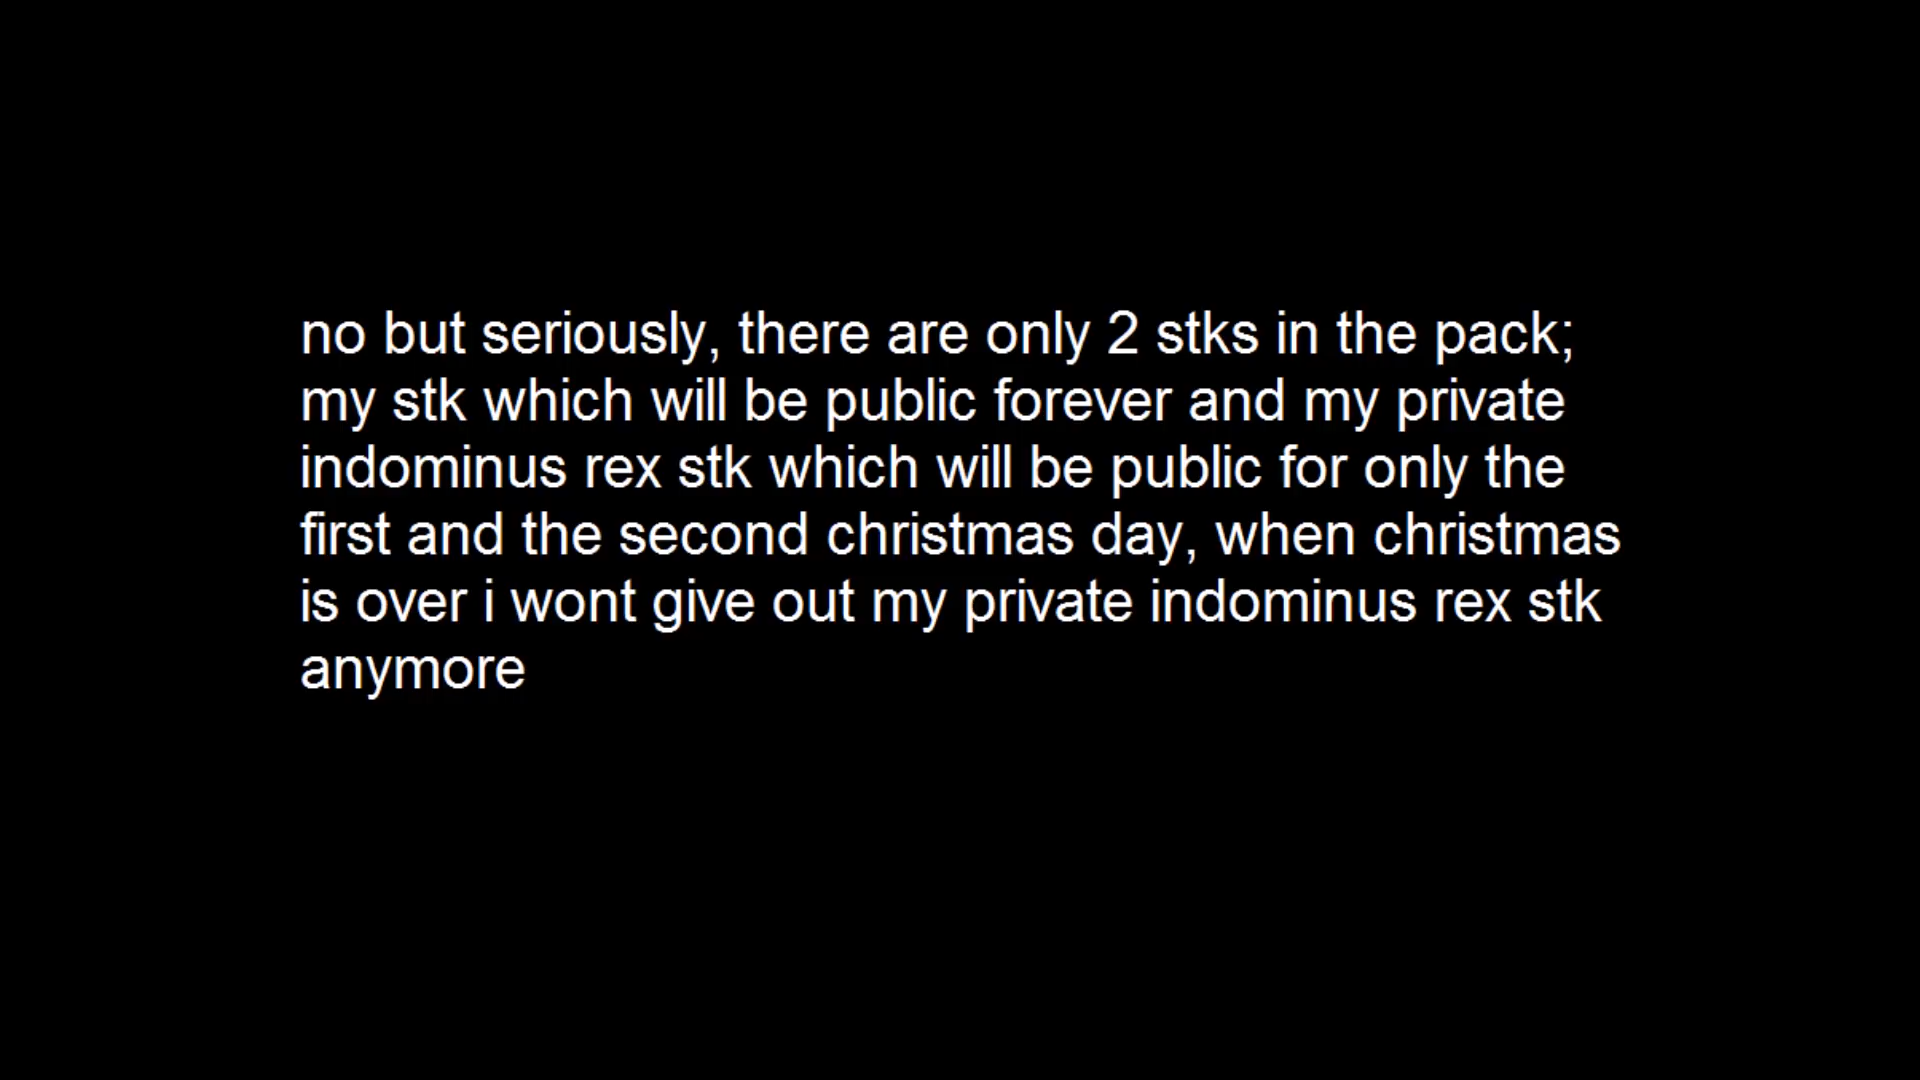 no but seriously, there are only 2 stks in the pack;
my stk which will be public forever and my private
indominus rex stk which will be public for only the
first and the second christmas day, when christmas
is over i wont give out my private indominus rex stk
anymore